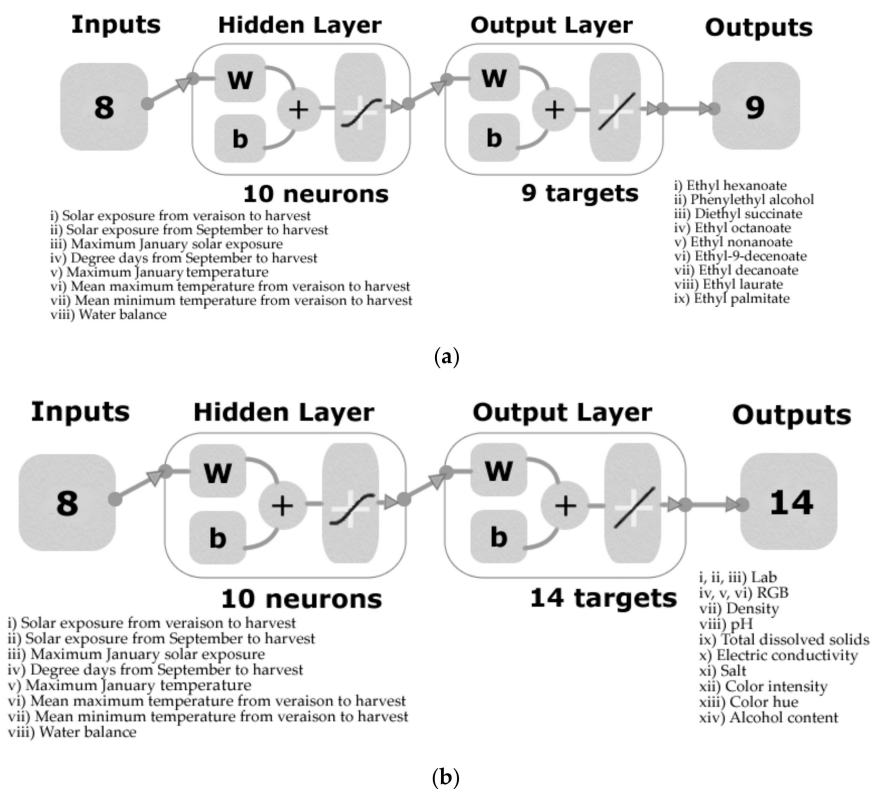 Inputs
Hidden Layer
Output Layer
Outputs
8
W
b
+
W
b
+
9
10 neurons
9 targets
i) Solar exposure from veraison to harvest
ii) Solar exposure from September to harvest
iii) Maximum January solar exposure
iv) Degree days from September to harvest
v) Maximum January temperature
vi) Mean maximum temperature from veraison to harvest
vii) Mean minimum temperature from veraison to harvest
viii) Water balance
i) Ethyl hexanoate
ii) Phenylethyl alcohol
iii) Diethyl succinate
iv) Ethyl octanoate
v) Ethyl nonanoate
vi) Ethyl-9-decenoate
vii) Ethyl decanoate
viii) Ethyl laurate
ix) Ethyl palmitate
(a)
Inputs
Hidden Layer
Output Layer
Outputs
8
W
b
+
W
b
+
14
10 neurons
14 targets
i) Solar exposure from veraison to harvest
ii) Solar exposure from September to harvest
iii) Maximum January solar exposure
iv) Degree days from September to harvest
v) Maximum January temperature
vi) Mean maximum temperature from veraison to harvest
vii) Mean minimum temperature from veraison to harvest
viii) Water balance
i, ii, iii) Lab
iv, v, vi) RGB
vii) Density
viii) pH
ix) Total dissolved solids
x) Electric conductivity
xi) Salt
xii) Color intensity
xiii) Color hue
xiv) Alcohol content
(b)